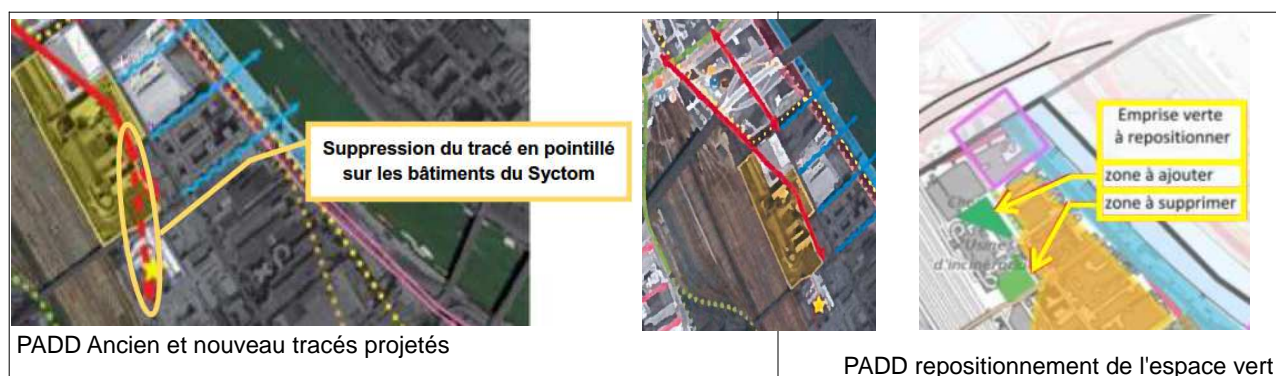 Suppression du tracé en pointillé
sur les bâtiments du Syctom
Emprise verte
à repositionner
zone à ajouter
zone à supprimer
PADD Ancien et nouveau tracés projetés
PADD repositionnement de l'espace vert